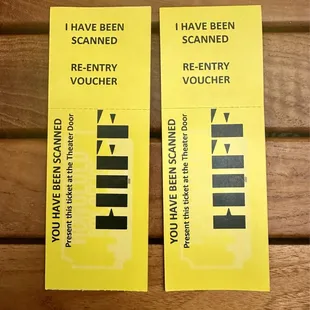 I HAVE BEEN
SCANNED
RE-ENTRY
VOUCHER
YOU HAVE BEEN SCANNED
Present this ticket at the Theater Door
I HAVE BEEN
SCANNED
RE-ENTRY
VOUCHER
YOU HAVE BEEN SCANNED
Present this ticket at the Theater Door